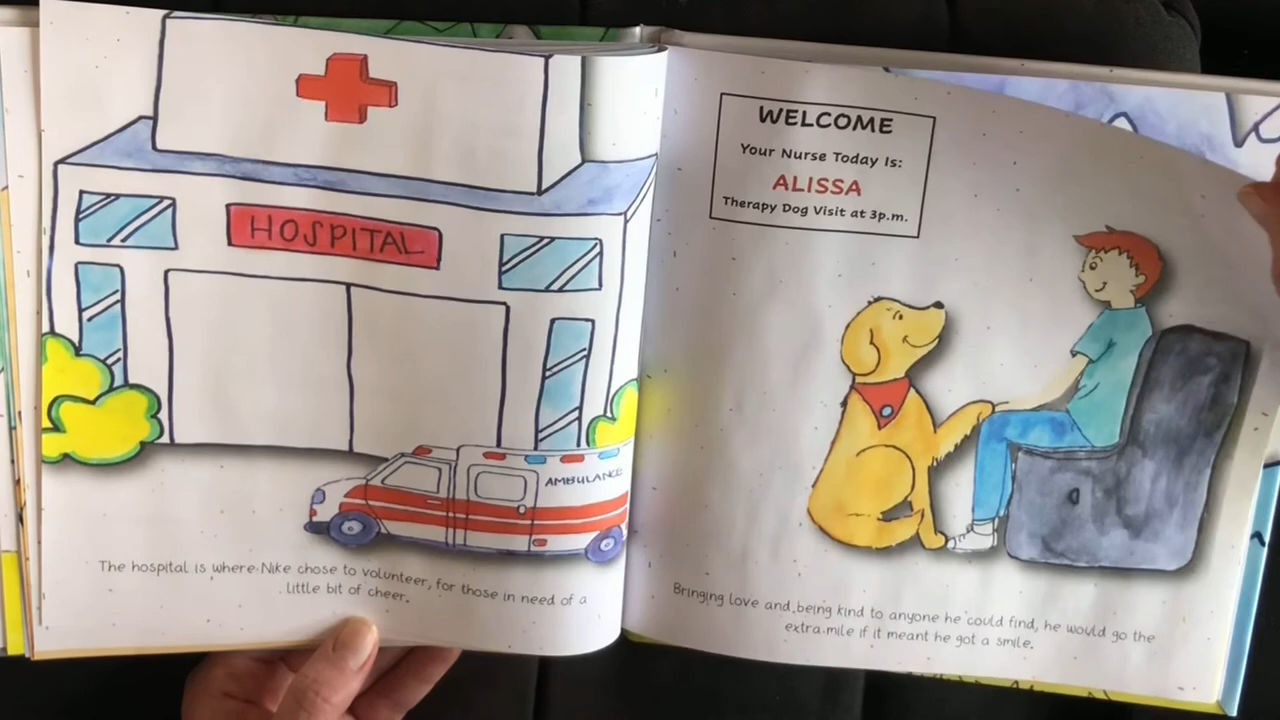 HOSPITAL
AMBULANCE
The hospital is where Nike chose to volunteer, for those in need of a
little bit of cheer.
WELCOME
Your Nurse Today Is:
ALISSA
Therapy Dog Visit at 3p.m.
Bringing love and being kind to anyone he could find, he would go the
extra mile if it meant he got a smile.